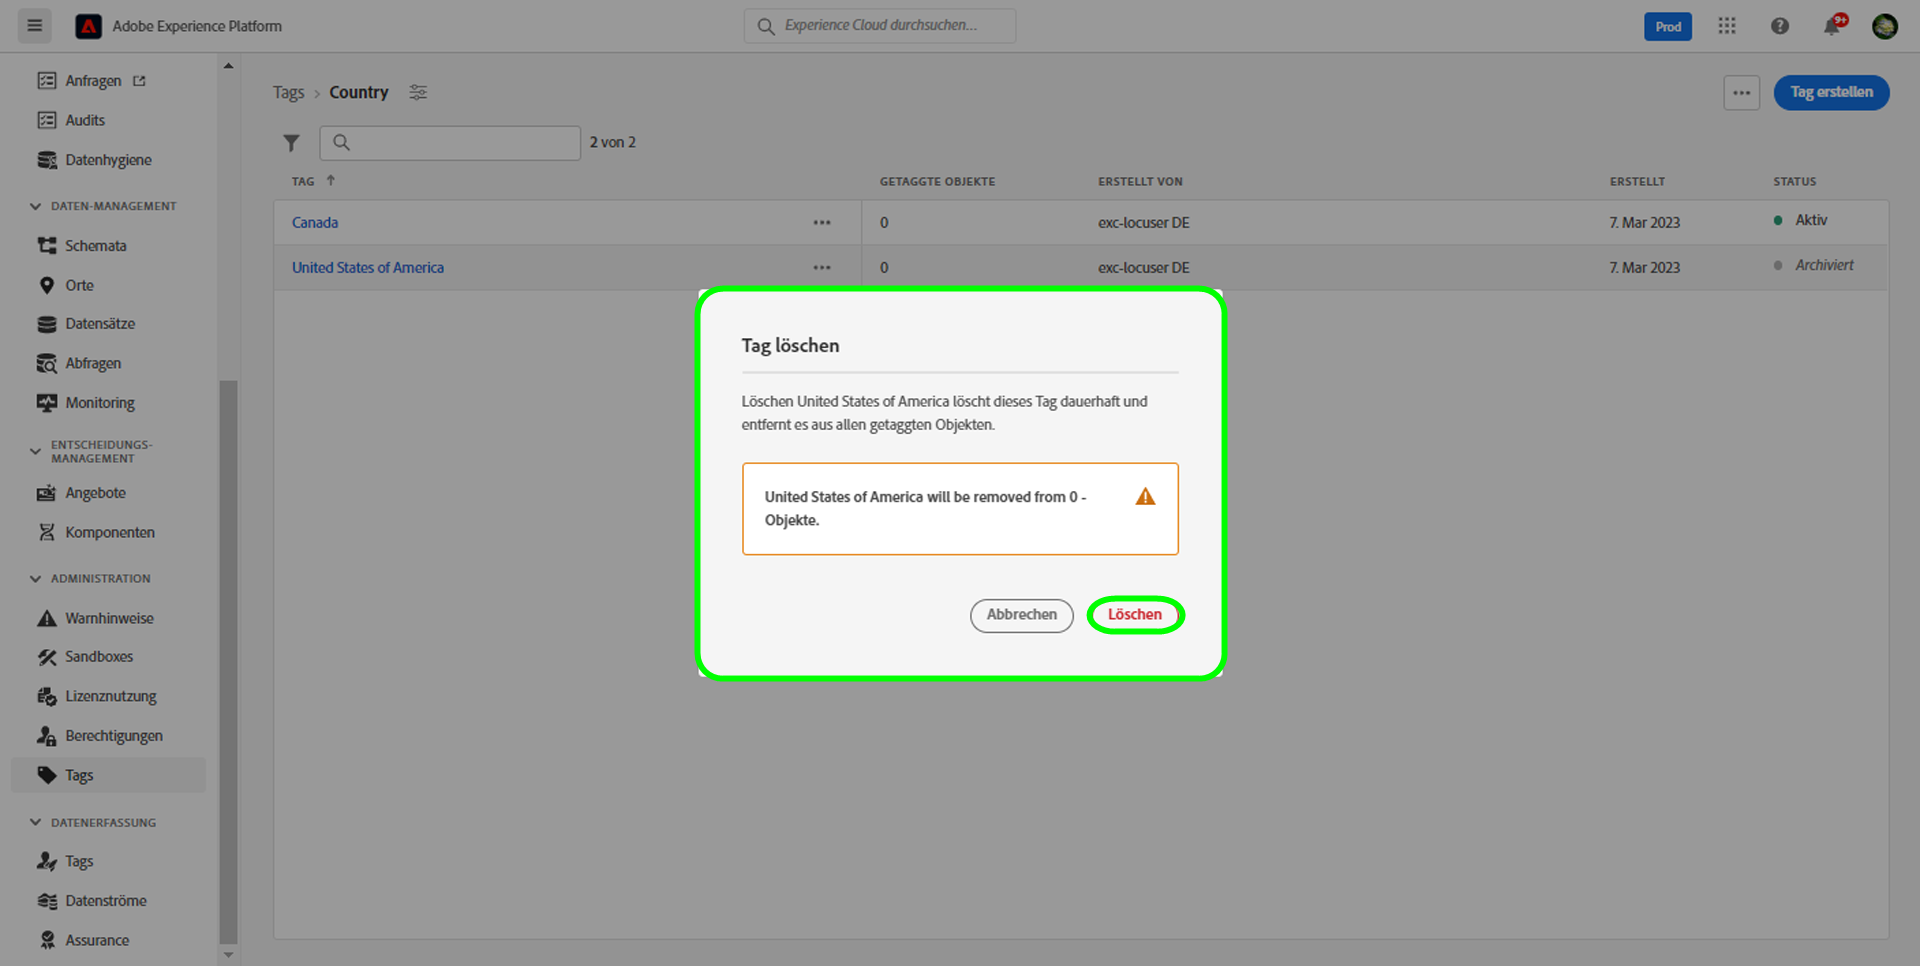 Adobe Experience Platform
Experience Cloud durchsuchen...
Prod
9+
Anfragen
Audits
Datenhygiene
DATEN-MANAGEMENT
Schemata
Orte
Datensätze
Abfragen
Monitoring
ENTSCHEIDUNGS-
MANAGEMENT
Angebote
Komponenten
ADMINISTRATION
Warnhinweise
Sandboxes
Lizenznutzung
Berechtigungen
Tags
DATENERFASSUNG
Tags
Datenströme
Assurance
Tags > Country
Tag erstellen
2 von 2
TAG GETAGGTE OBJEKTE ERSTELLT VON ERSTELLT STATUS
Canada 0 exc-locuser DE 7. Mar 2023 Aktiv
United States of America 0 exc-locuser DE 7. Mar 2023 Archiviert
Tag löschen
Löschen United States of America löscht dieses Tag dauerhaft und
entfernt es aus allen getaggten Objekten.
United States of America will be removed from 0 -
Objekte.
Abbrechen
Löschen